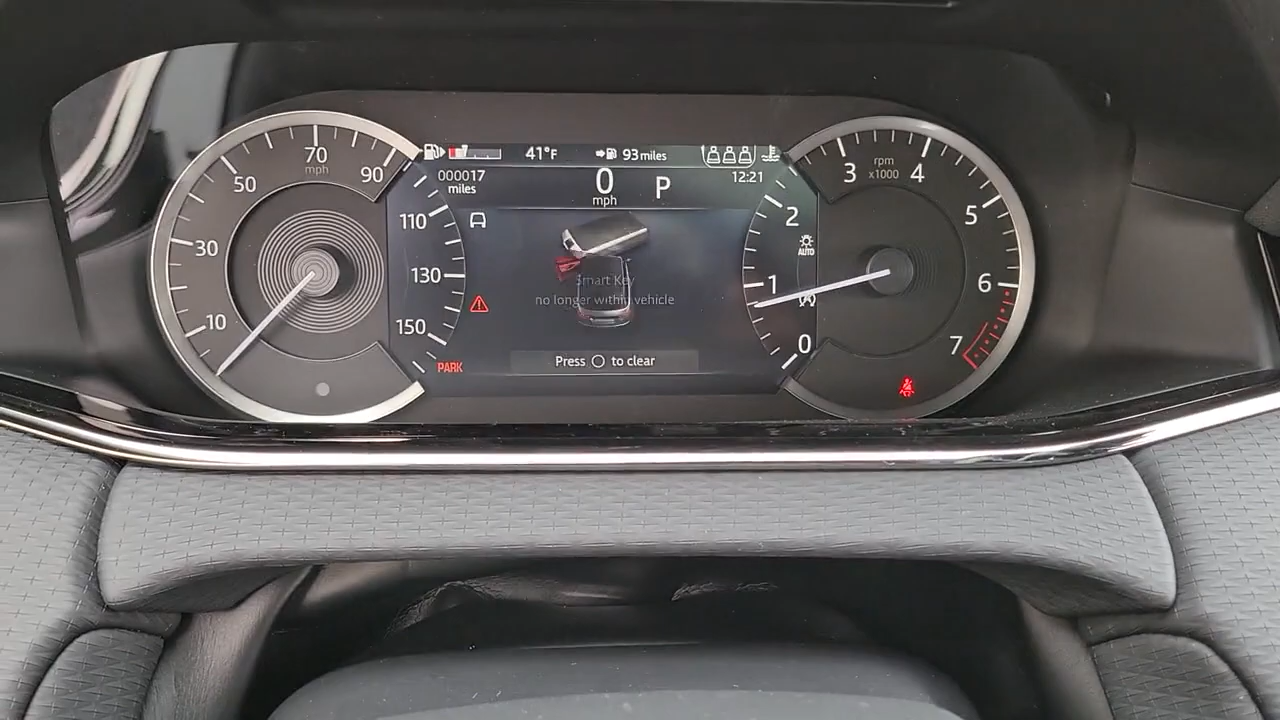 41°F
93 miles
000017
miles
0
mph
P
12:21
70
mph
50
90
30
110
10
130
150
PARK
Smart Key
no longer within vehicle
Press to clear
rpm
x1000
3
4
2
5
AUTO
1
6
0
7